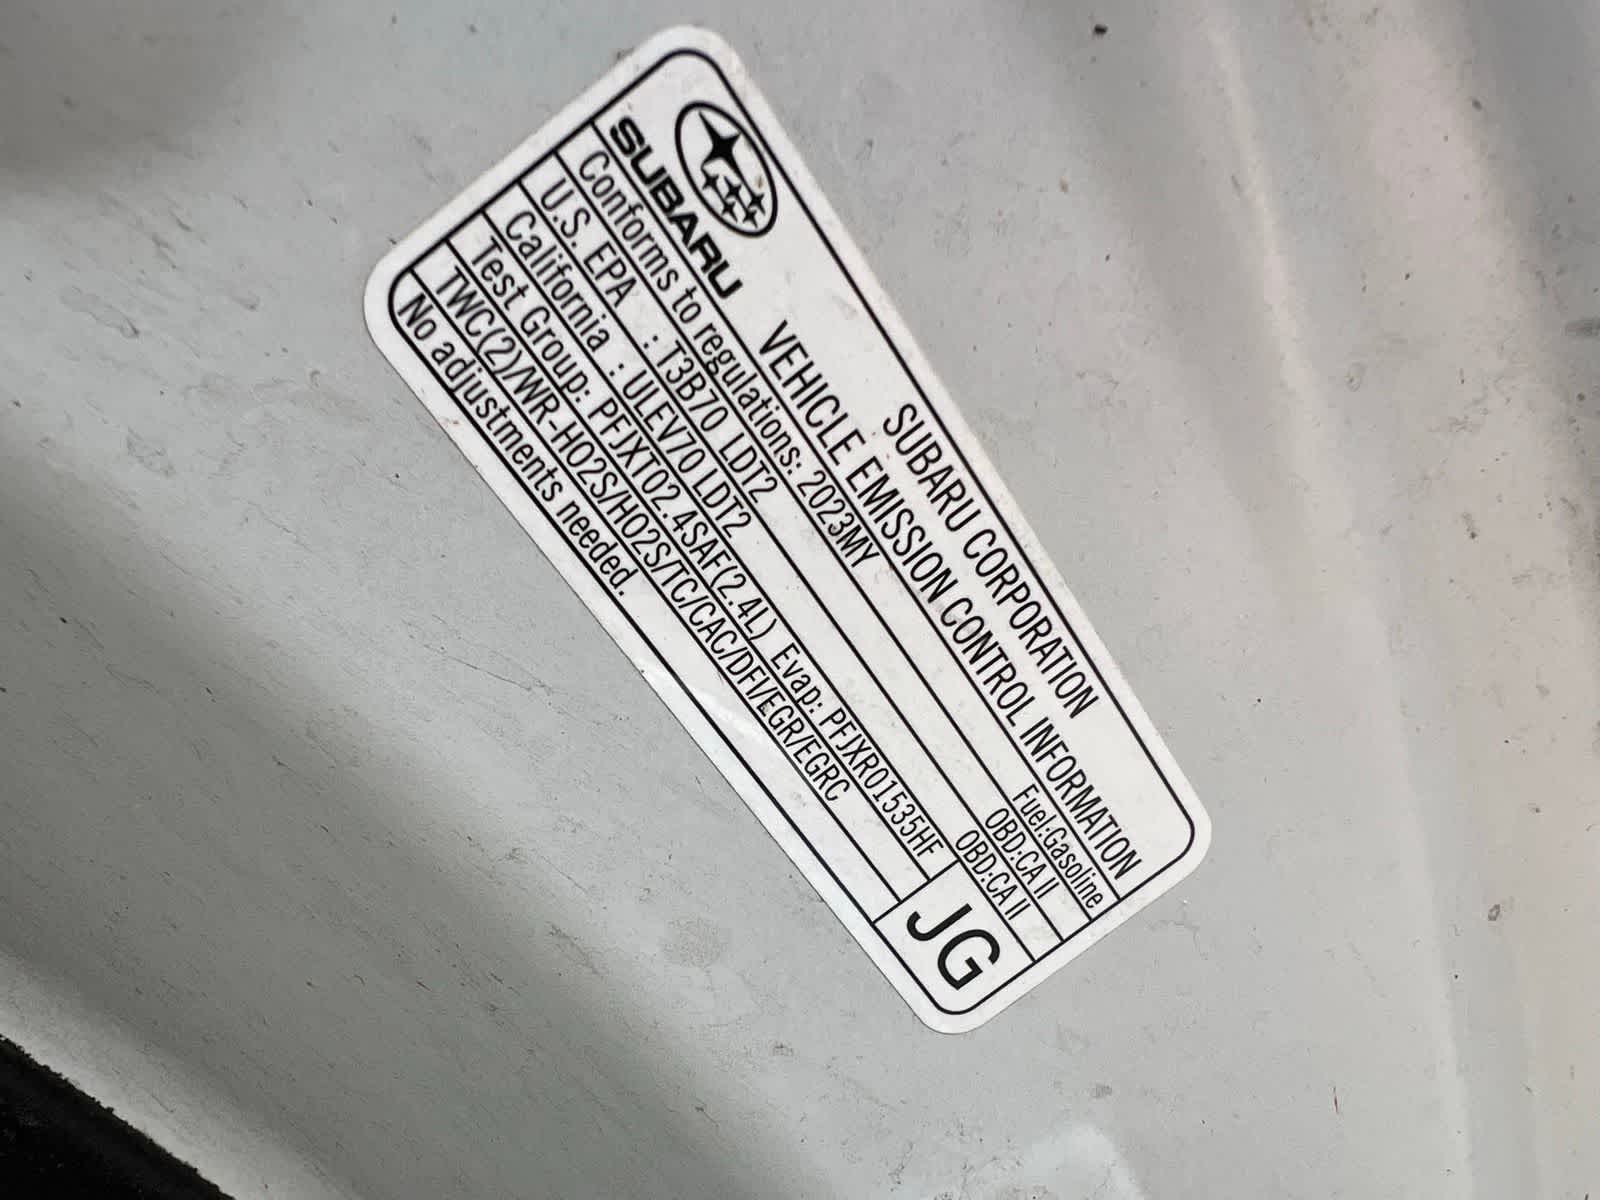 SUBARU
SUBARU CORPORATION
VEHICLE EMISSION CONTROL INFORMATION
Conforms to regulations: 2023MY Fuel:Gasoline
U.S. EPA : T3B70 LDT2 OBD:CA II
California : ULEV70 LDT2 OBD:CA II
Test Group: PFJXT02.4SAF(2.4L) Evap: PFJXR01535HF
TWC(2)/WR-HO2S/HO2S/TC/CAC/DFI/EGR/EGRC
No adjustments needed.
JG